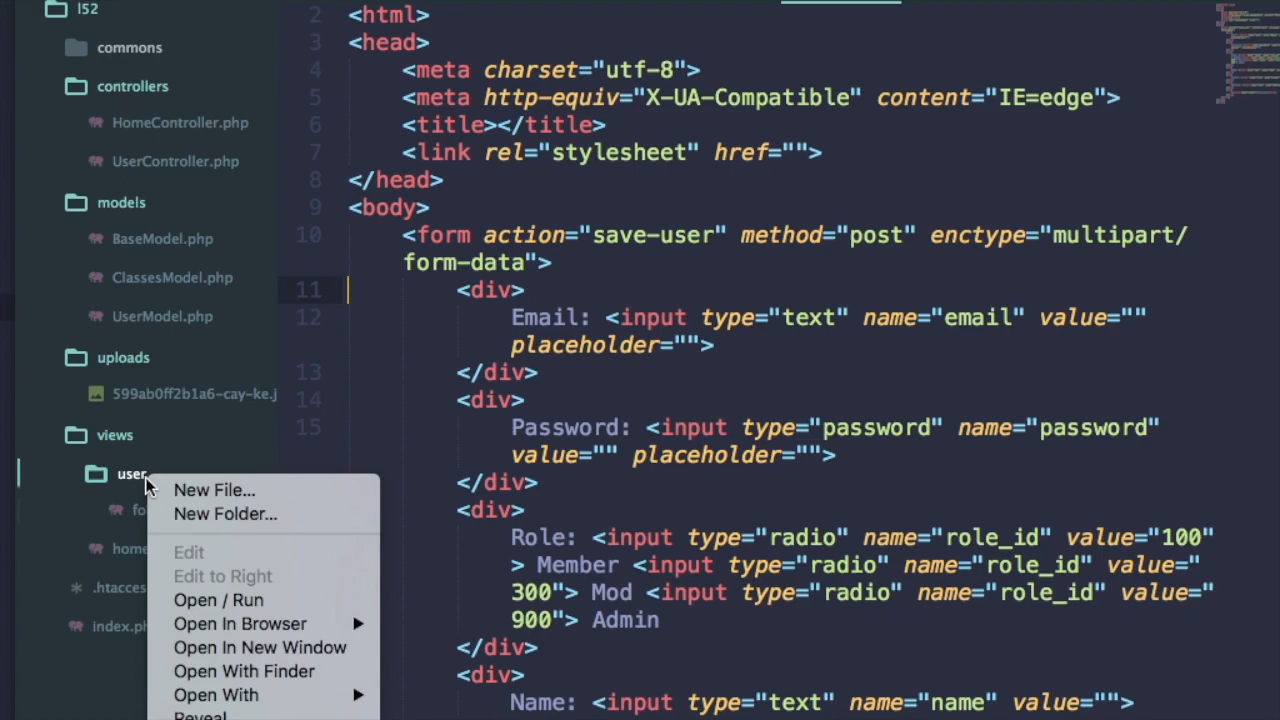 l52
commons
controllers
HomeController.php
UserController.php
models
BaseModel.php
ClassesModel.php
UserModel.php
uploads
599ab0ff2b1a6-cay-ke.j
views
user
fo
home
.htacces
index.ph
New File...
New Folder...
Edit
Edit to Right
Open / Run
Open In Browser
Open In New Window
Open With Finder
Open With
Reveal
2 <html>
3 <head>
4 <meta charset="utf-8">
5 <meta http-equiv="X-UA-Compatible" content="IE=edge">
6 <title></title>
7 <link rel="stylesheet" href="">
8 </head>
9 <body>
10 <form action="save-user" method="post" enctype="multipart/
form-data">
11 <div>
12 Email: <input type="text" name="email" value=""
placeholder="">
13 </div>
14 <div>
15 Password: <input type="password" name="password"
value="" placeholder="">
</div>
<div>
Role: <input type="radio" name="role_id" value="100"
> Member <input type="radio" name="role_id" value="
300"> Mod <input type="radio" name="role_id" value="
900"> Admin
</div>
<div>
Name: <input type="text" name="name" value="">